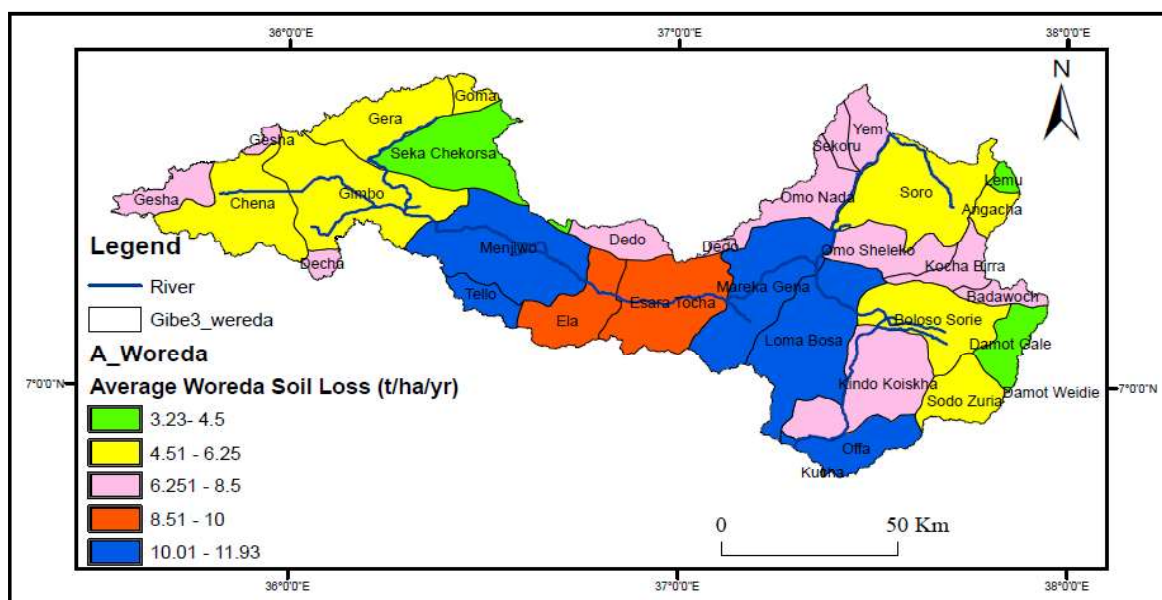 36°0'0"E
37°0'0"E
38°0'0"E
N
Goma
Gera
Yem
Gesha
Sekoru
Seka Chekorsa
Lemu
Omo Nada
Soro
Gesha
Chena
Gimbo
Angacha
Legend
Menjiwo
Dedo
Dedo
Omo Sheleko
Decha
Kocha Birra
River
Tello
Mareka Gena
Badawoch
Gibe3_wereda
Ela
Esara Tocha
Boloso Sorie
A_Woreda
Loma Bosa
Damot Gale
Average Woreda Soil Loss (t/ha/yr)
7°0'0"N
Kindo Koiskha
Damot Weidie
7°0'0"N
3.23- 4.5
Sodo Zuria
4.51 - 6.25
6.251 - 8.5
Offa
Kucha
8.51 - 10
0 50 Km
10.01 - 11.93
36°0'0"E
37°0'0"E
38°0'0"E